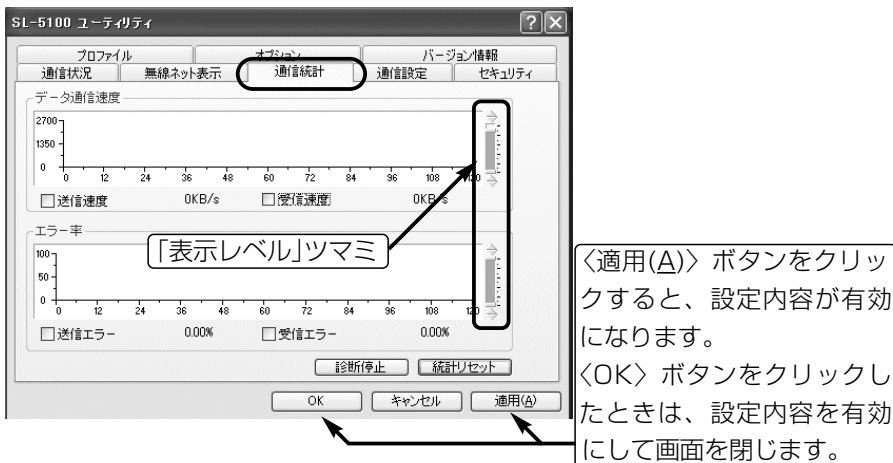 SL-5100 ユーティリティ
プロファイル オプション バージョン情報
通信状況 無線ネット表示 通信統計 通信設定 セキュリティ
データ通信速度
2700
1350
0
0 12 24 36 48 60 72 84 96 108 120
送信速度 0KB/s 受信速度 0KB/s
「表示レベル」ツマミ
エラー率
100
50
0
0 12 24 36 48 60 72 84 96 108 120
送信エラー 0.00% 受信エラー 0.00%
診断停止 統計リセット
OK キャンセル 適用(A)
〈適用(A)〉ボタンをクリッ
クすると、設定内容が有効
になります。
〈OK〉ボタンをクリックし
たときは、設定内容を有効
にして画面を閉じます。